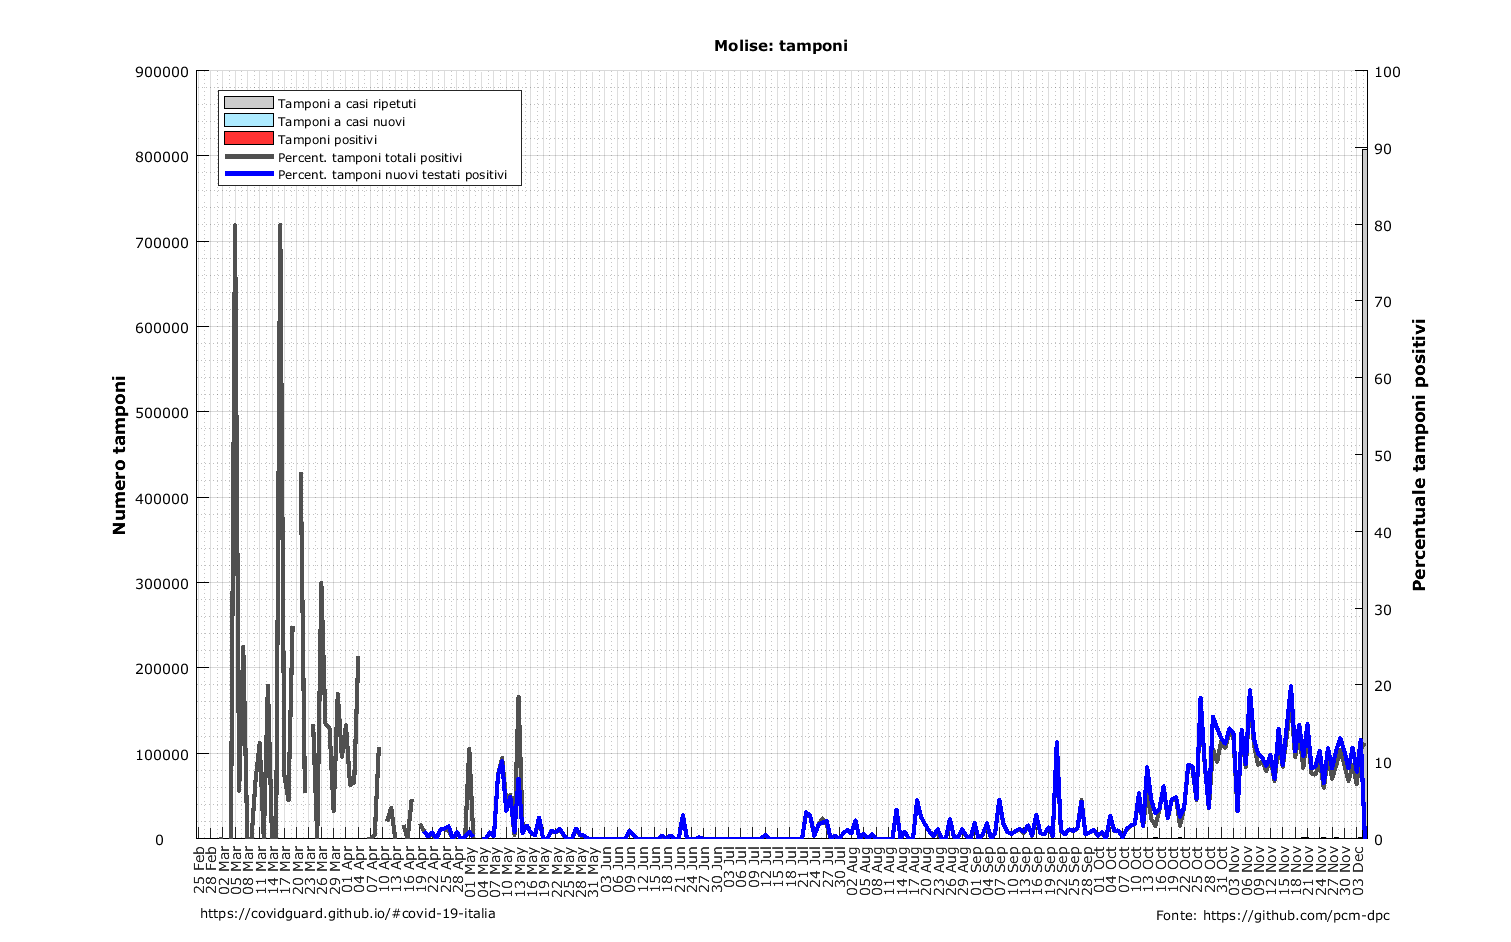 Molise: tamponi
900000
800000
700000
600000
500000
400000
300000
200000
100000
0
Numero tamponi
Tamponi a casi ripetuti
Tamponi a casi nuovi
Tamponi positivi
Percent. tamponi totali positivi
Percent. tamponi nuovi testati positivi
100
90
80
70
60
50
40
30
20
10
0
Percentuale tamponi positivi
25 Feb
28 Feb
02 Mar
05 Mar
08 Mar
11 Mar
14 Mar
17 Mar
20 Mar
23 Mar
26 Mar
29 Mar
01 Apr
04 Apr
07 Apr
10 Apr
13 Apr
16 Apr
19 Apr
22 Apr
25 Apr
28 Apr
01 May
04 May
07 May
10 May
13 May
16 May
19 May
22 May
25 May
28 May
31 May
03 Jun
06 Jun
09 Jun
12 Jun
15 Jun
18 Jun
21 Jun
24 Jun
27 Jun
30 Jun
03 Jul
06 Jul
09 Jul
12 Jul
15 Jul
18 Jul
21 Jul
24 Jul
27 Jul
30 Jul
02 Aug
05 Aug
08 Aug
11 Aug
14 Aug
17 Aug
20 Aug
23 Aug
26 Aug
29 Aug
01 Sep
04 Sep
07 Sep
10 Sep
13 Sep
16 Sep
19 Sep
22 Sep
25 Sep
28 Sep
01 Oct
04 Oct
07 Oct
10 Oct
13 Oct
16 Oct
19 Oct
22 Oct
25 Oct
28 Oct
31 Oct
03 Nov
06 Nov
09 Nov
12 Nov
15 Nov
18 Nov
21 Nov
24 Nov
27 Nov
30 Nov
03 Dec
https://covidguard.github.io/#covid-19-italia
Fonte: https://github.com/pcm-dpc